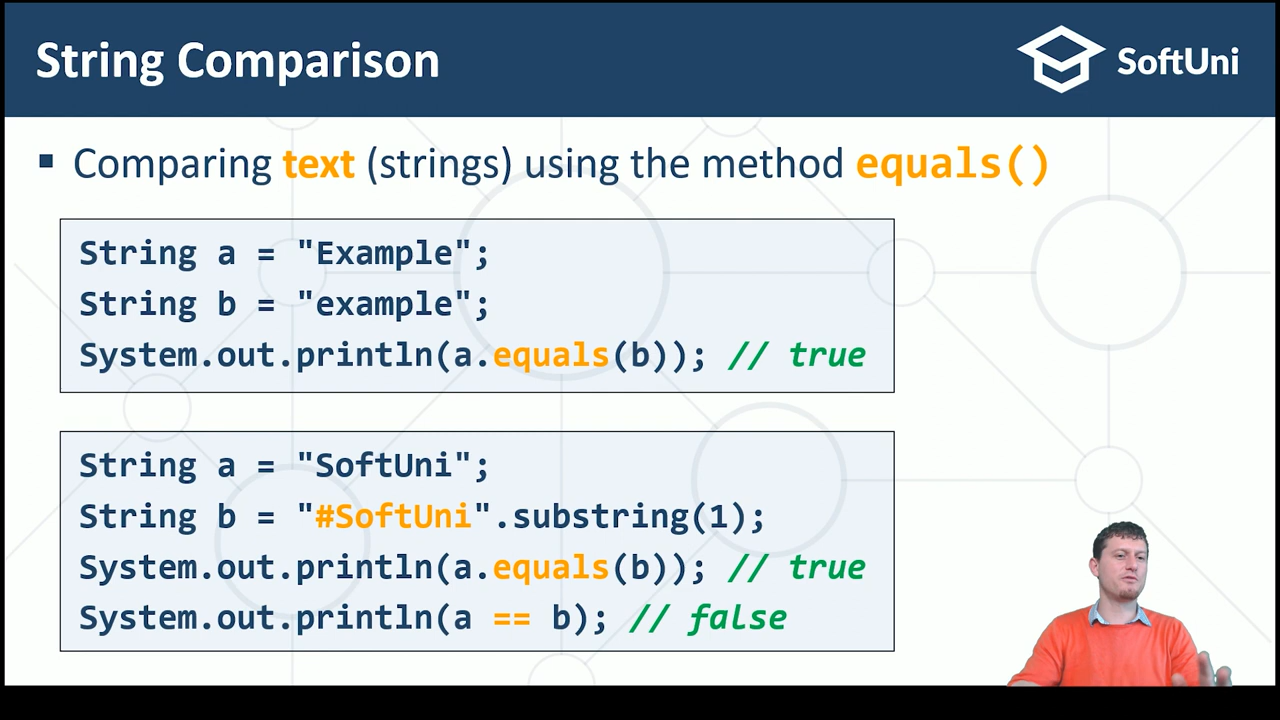 String Comparison
SoftUni
▪ Comparing text (strings) using the method equals()
String a = "Example";
String b = "example";
System.out.println(a.equals(b)); // true
String a = "SoftUni";
String b = "#SoftUni".substring(1);
System.out.println(a.equals(b)); // true
System.out.println(a == b); // false